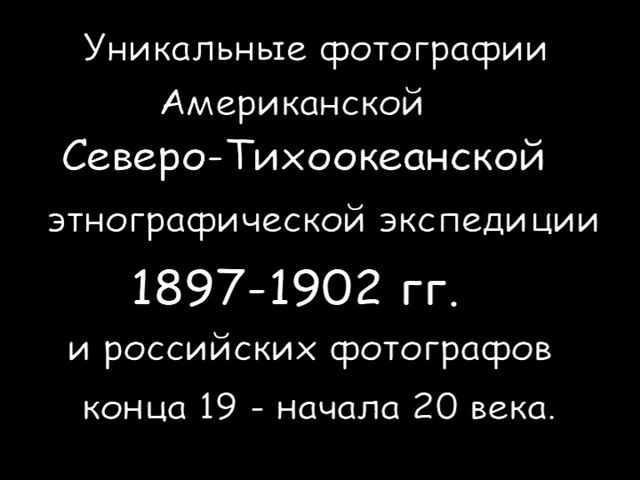 Уникальные фотографии
Американской
Северо-Тихоокеанской
этнографической экспедиции
1897-1902 гг.
и российских фотографов
конца 19 - начала 20 века.